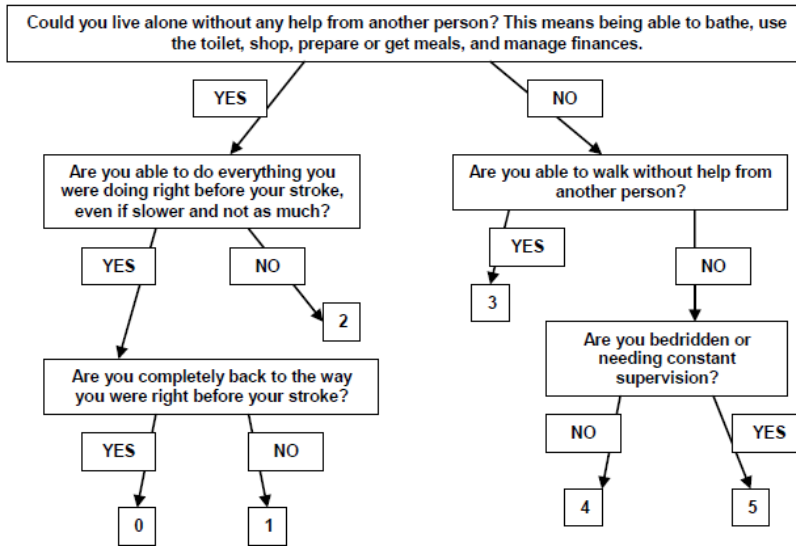 Could you live alone without any help from another person? This means being able to bathe, use
the toilet, shop, prepare or get meals, and manage finances.
YES
NO
Are you able to do everything you
were doing right before your stroke,
even if slower and not as much?
Are you able to walk without help from
another person?
YES
NO
YES
NO
2
3
Are you completely back to the way
you were right before your stroke?
Are you bedridden or
needing constant
supervision?
YES
NO
NO
YES
0
1
4
5